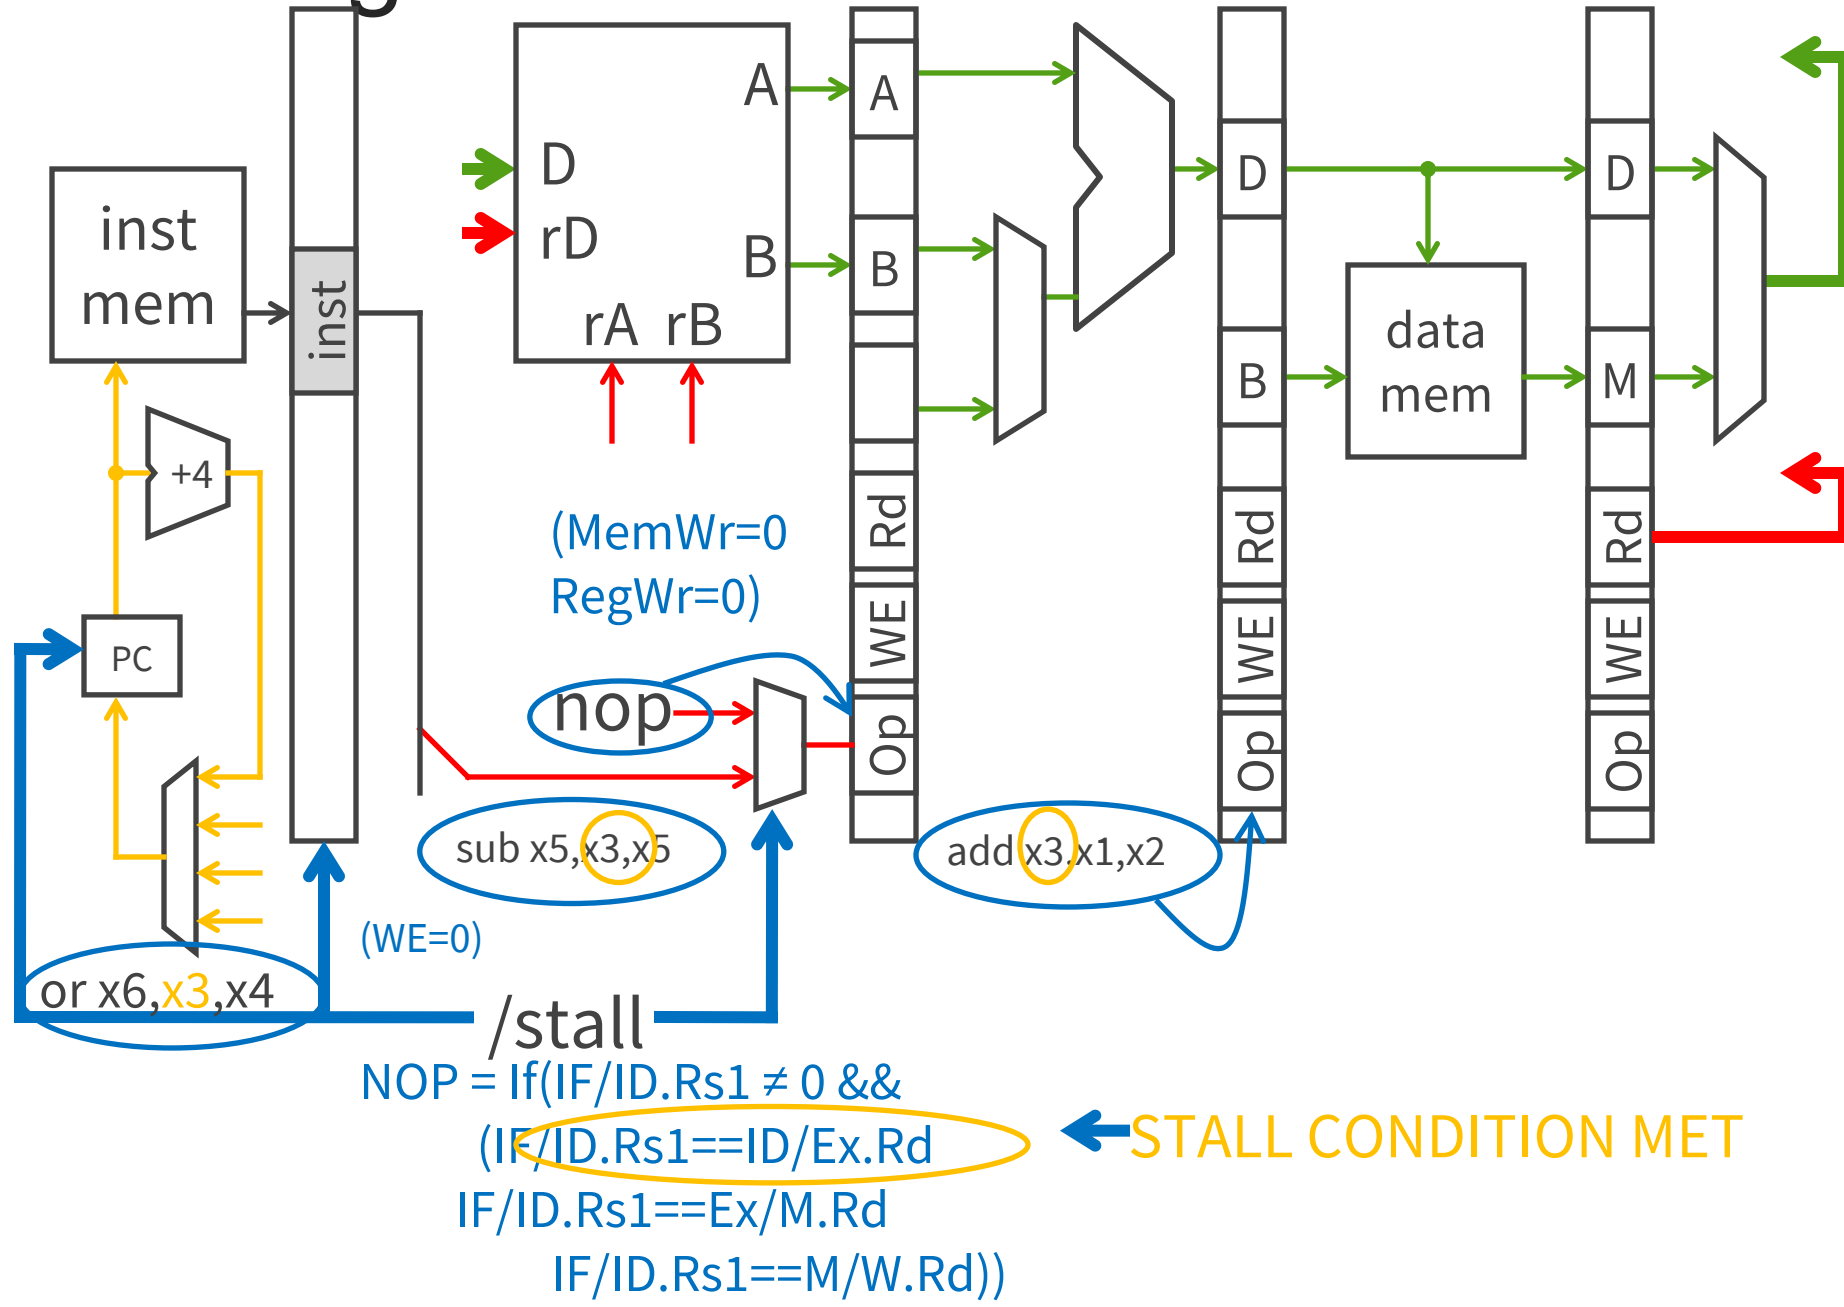 inst
mem
+4
PC
inst
D
rD
A
B
rA rB
A
B
Rd
WE
Op
D
B
Rd
WE
Op
data
mem
D
M
Rd
WE
Op
(MemWr=0
RegWr=0)
nop
sub x5,x3,x5
add x3,x1,x2
(WE=0)
or x6,x3,x4
/stall
NOP = If(IF/ID.Rs1 ≠ 0 &&
(IF/ID.Rs1==ID/Ex.Rd
STALL CONDITION MET
IF/ID.Rs1==Ex/M.Rd
IF/ID.Rs1==M/W.Rd))